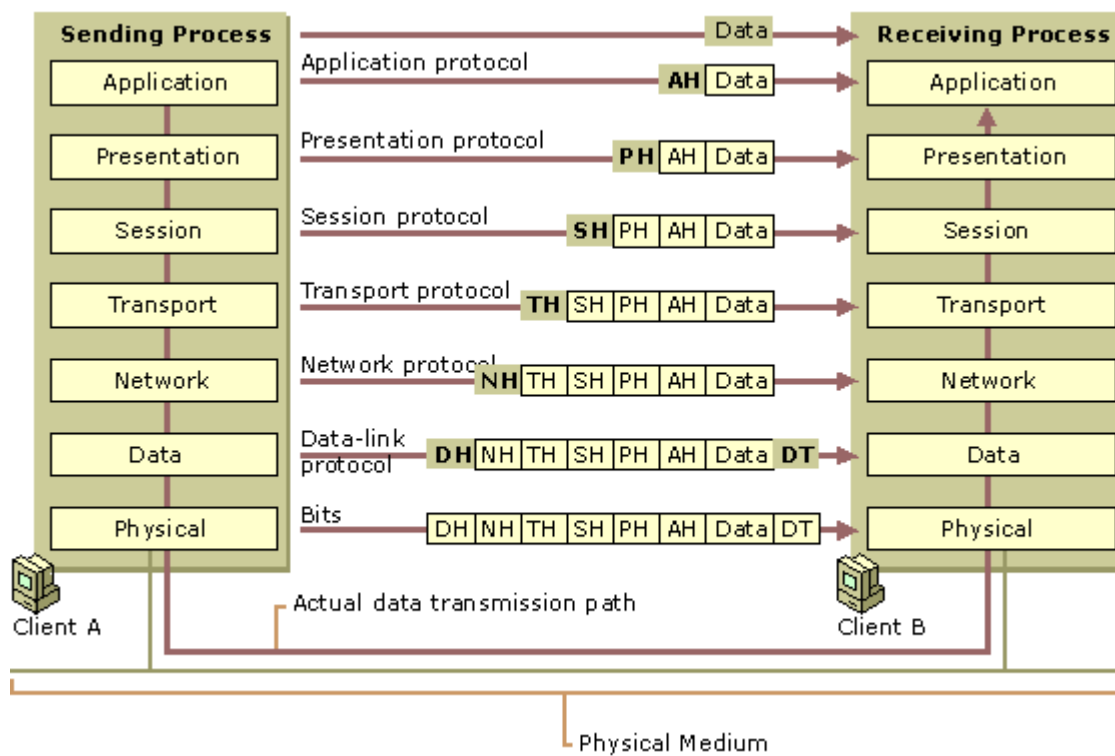 Sending Process
Data
Receiving Process
Application
Application protocol
AH Data
Application
Presentation
Presentation protocol
PH AH Data
Presentation
Session
Session protocol
SH PH AH Data
Session
Transport
Transport protocol
TH SH PH AH Data
Transport
Network
Network protocol
NH TH SH PH AH Data
Network
Data
Data-link
protocol
DH NH TH SH PH AH Data DT
Data
Physical
Bits
DH NH TH SH PH AH Data DT
Physical
Client A
Actual data transmission path
Client B
Physical Medium